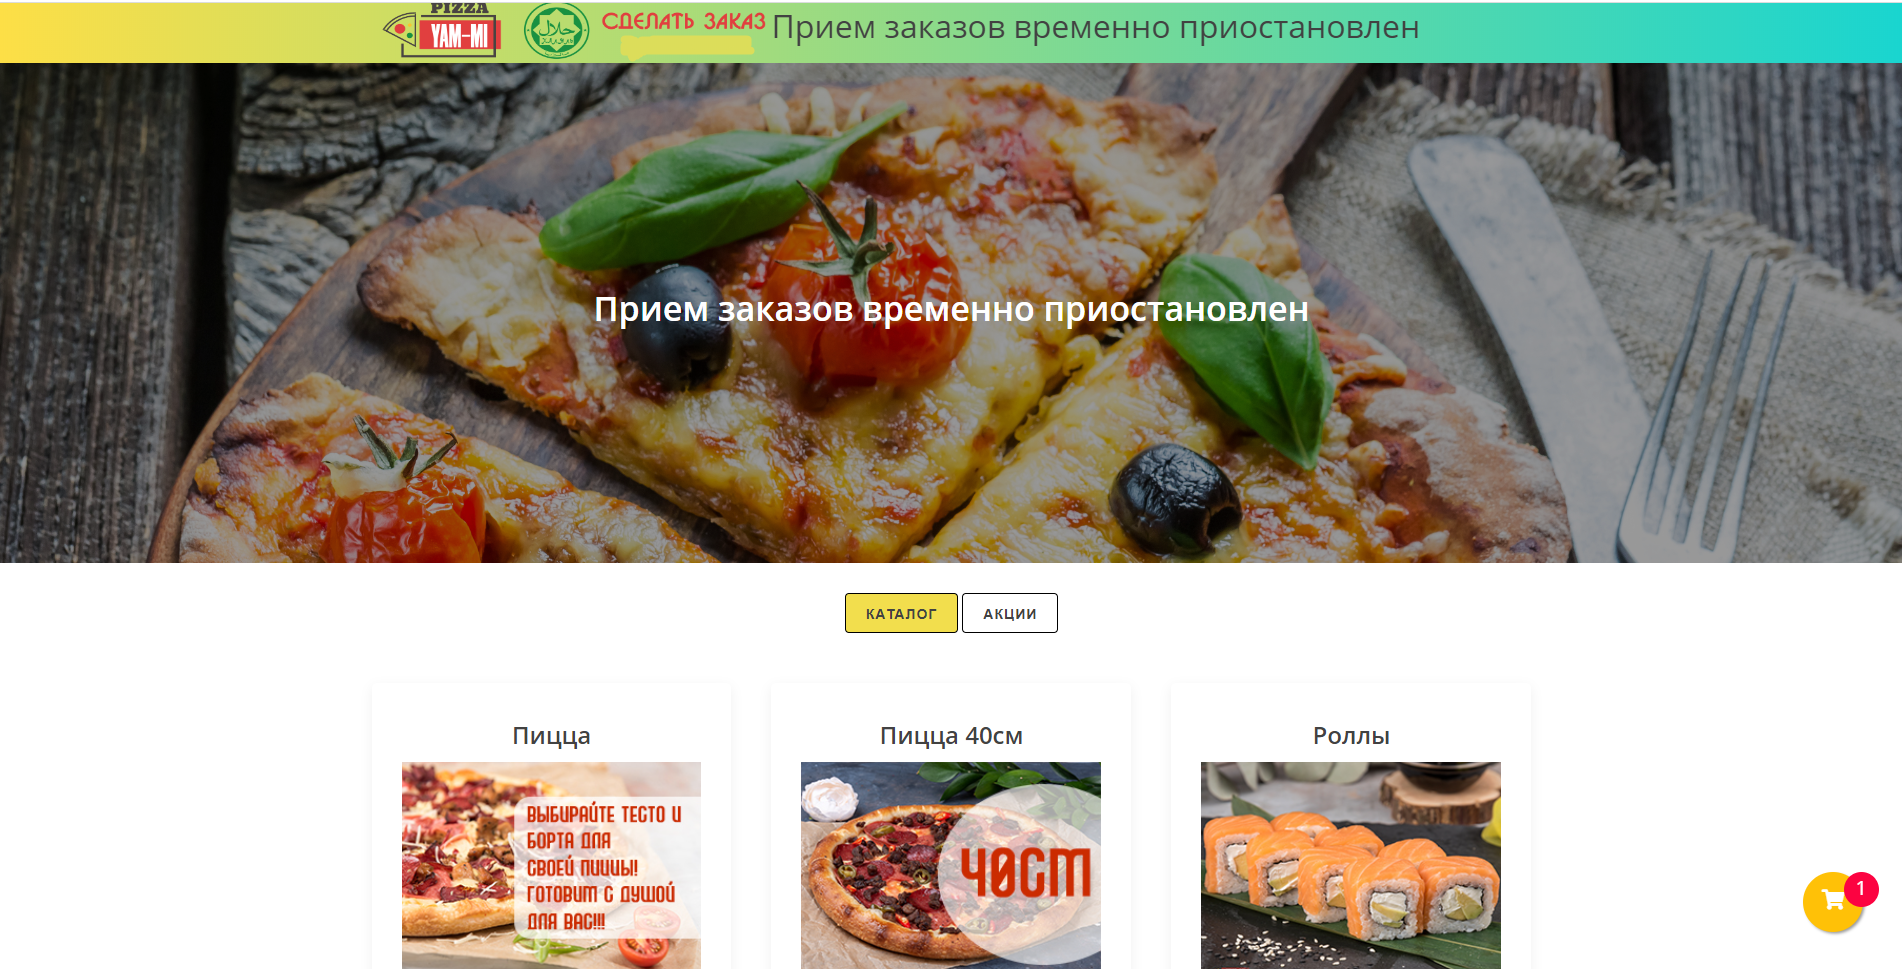 PIZZA
YAM-MI
حلال
СДЕЛАТЬ ЗАКАЗ
Прием заказов временно приостановлен
Прием заказов временно приостановлен
КАТАЛОГ
АКЦИИ
Пицца
Пицца 40см
Роллы
ВЫБИРАЙТЕ ТЕСТО И
БОРТА ДЛЯ
СВОЕЙ ПИЦЦЫ!
ГОТОВИМ С ДУШОЙ
ДЛЯ ВАС!!!
40СМ
1